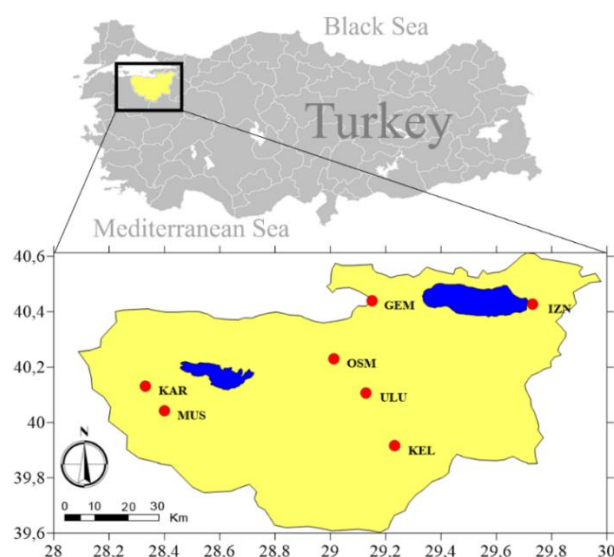 Black Sea
Turkey
Mediterranean Sea
40,6
40,4
40,2
40
39,8
39,6
GEM
IZN
OSM
KAR
ULU
MUS
KEL
N
0 10 20 30
Km
28 28.2 28.4 28.6 28.8 29 29.2 29.4 29.6 29.8 30